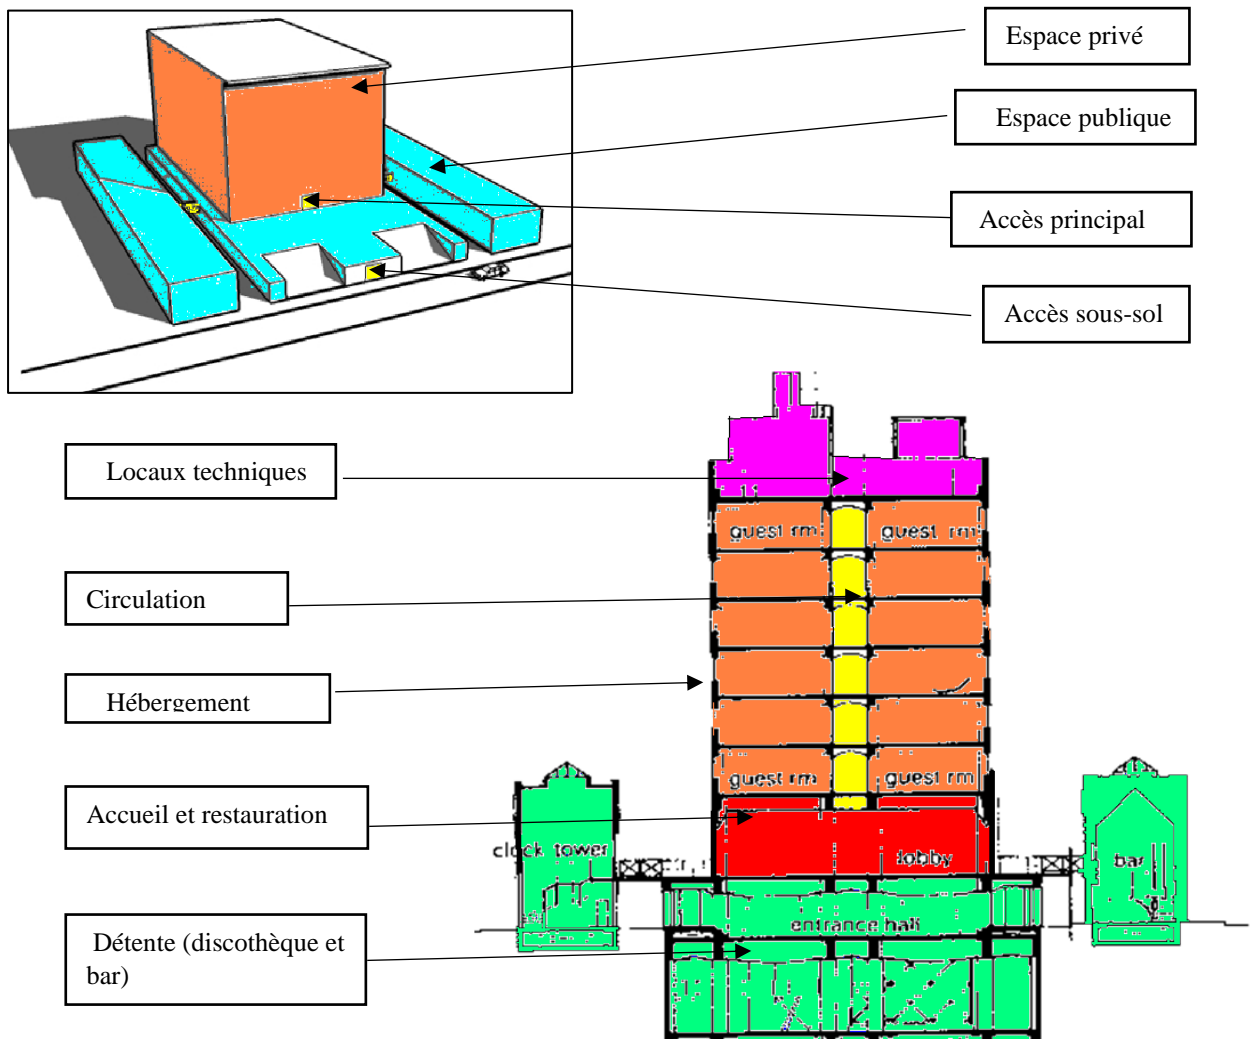 Espace privé
Espace publique
Accès principal
Accès sous-sol
Locaux techniques
guest rm
guest rm
Circulation
Hébergement
guest rm
guest rm
Accueil et restauration
clock tower
lobby
bar
entrance hall
Détente (discothèque et
bar)